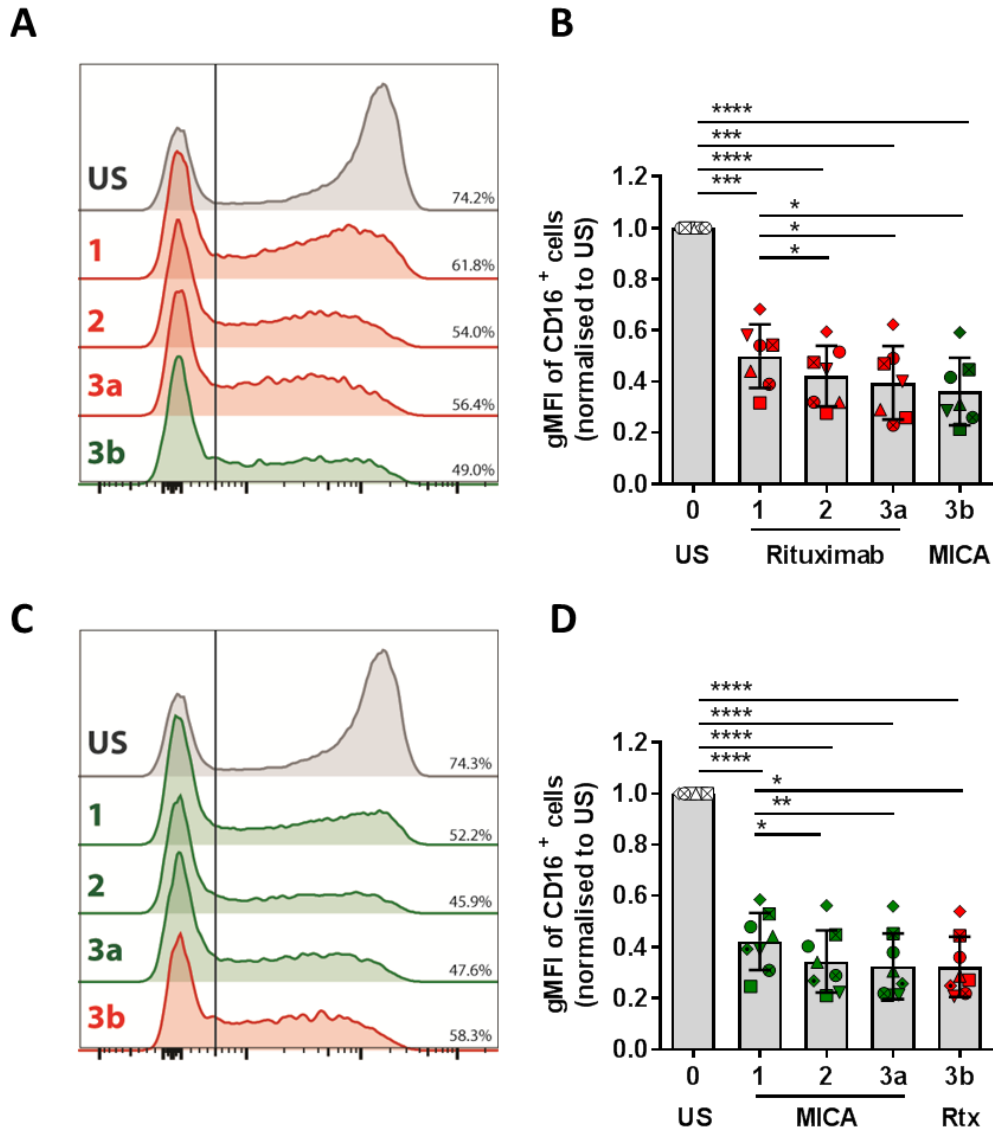 A
US
74.2%
1
61.8%
2
54.0%
3a
56.4%
3b
49.0%
B
****
***
****
***
*
*
*
gMFI of CD16 + cells
(normalised to US)
1.2
1.0
0.8
0.6
0.4
0.2
0.0
0 1 2 3a 3b
US Rituximab MICA
C
US
74.3%
1
52.2%
2
45.9%
3a
47.6%
3b
58.3%
D
****
****
****
****
*
**
*
gMFI of CD16 + cells
(normalised to US)
1.2
1.0
0.8
0.6
0.4
0.2
0.0
0 1 2 3a 3b
US MICA Rtx